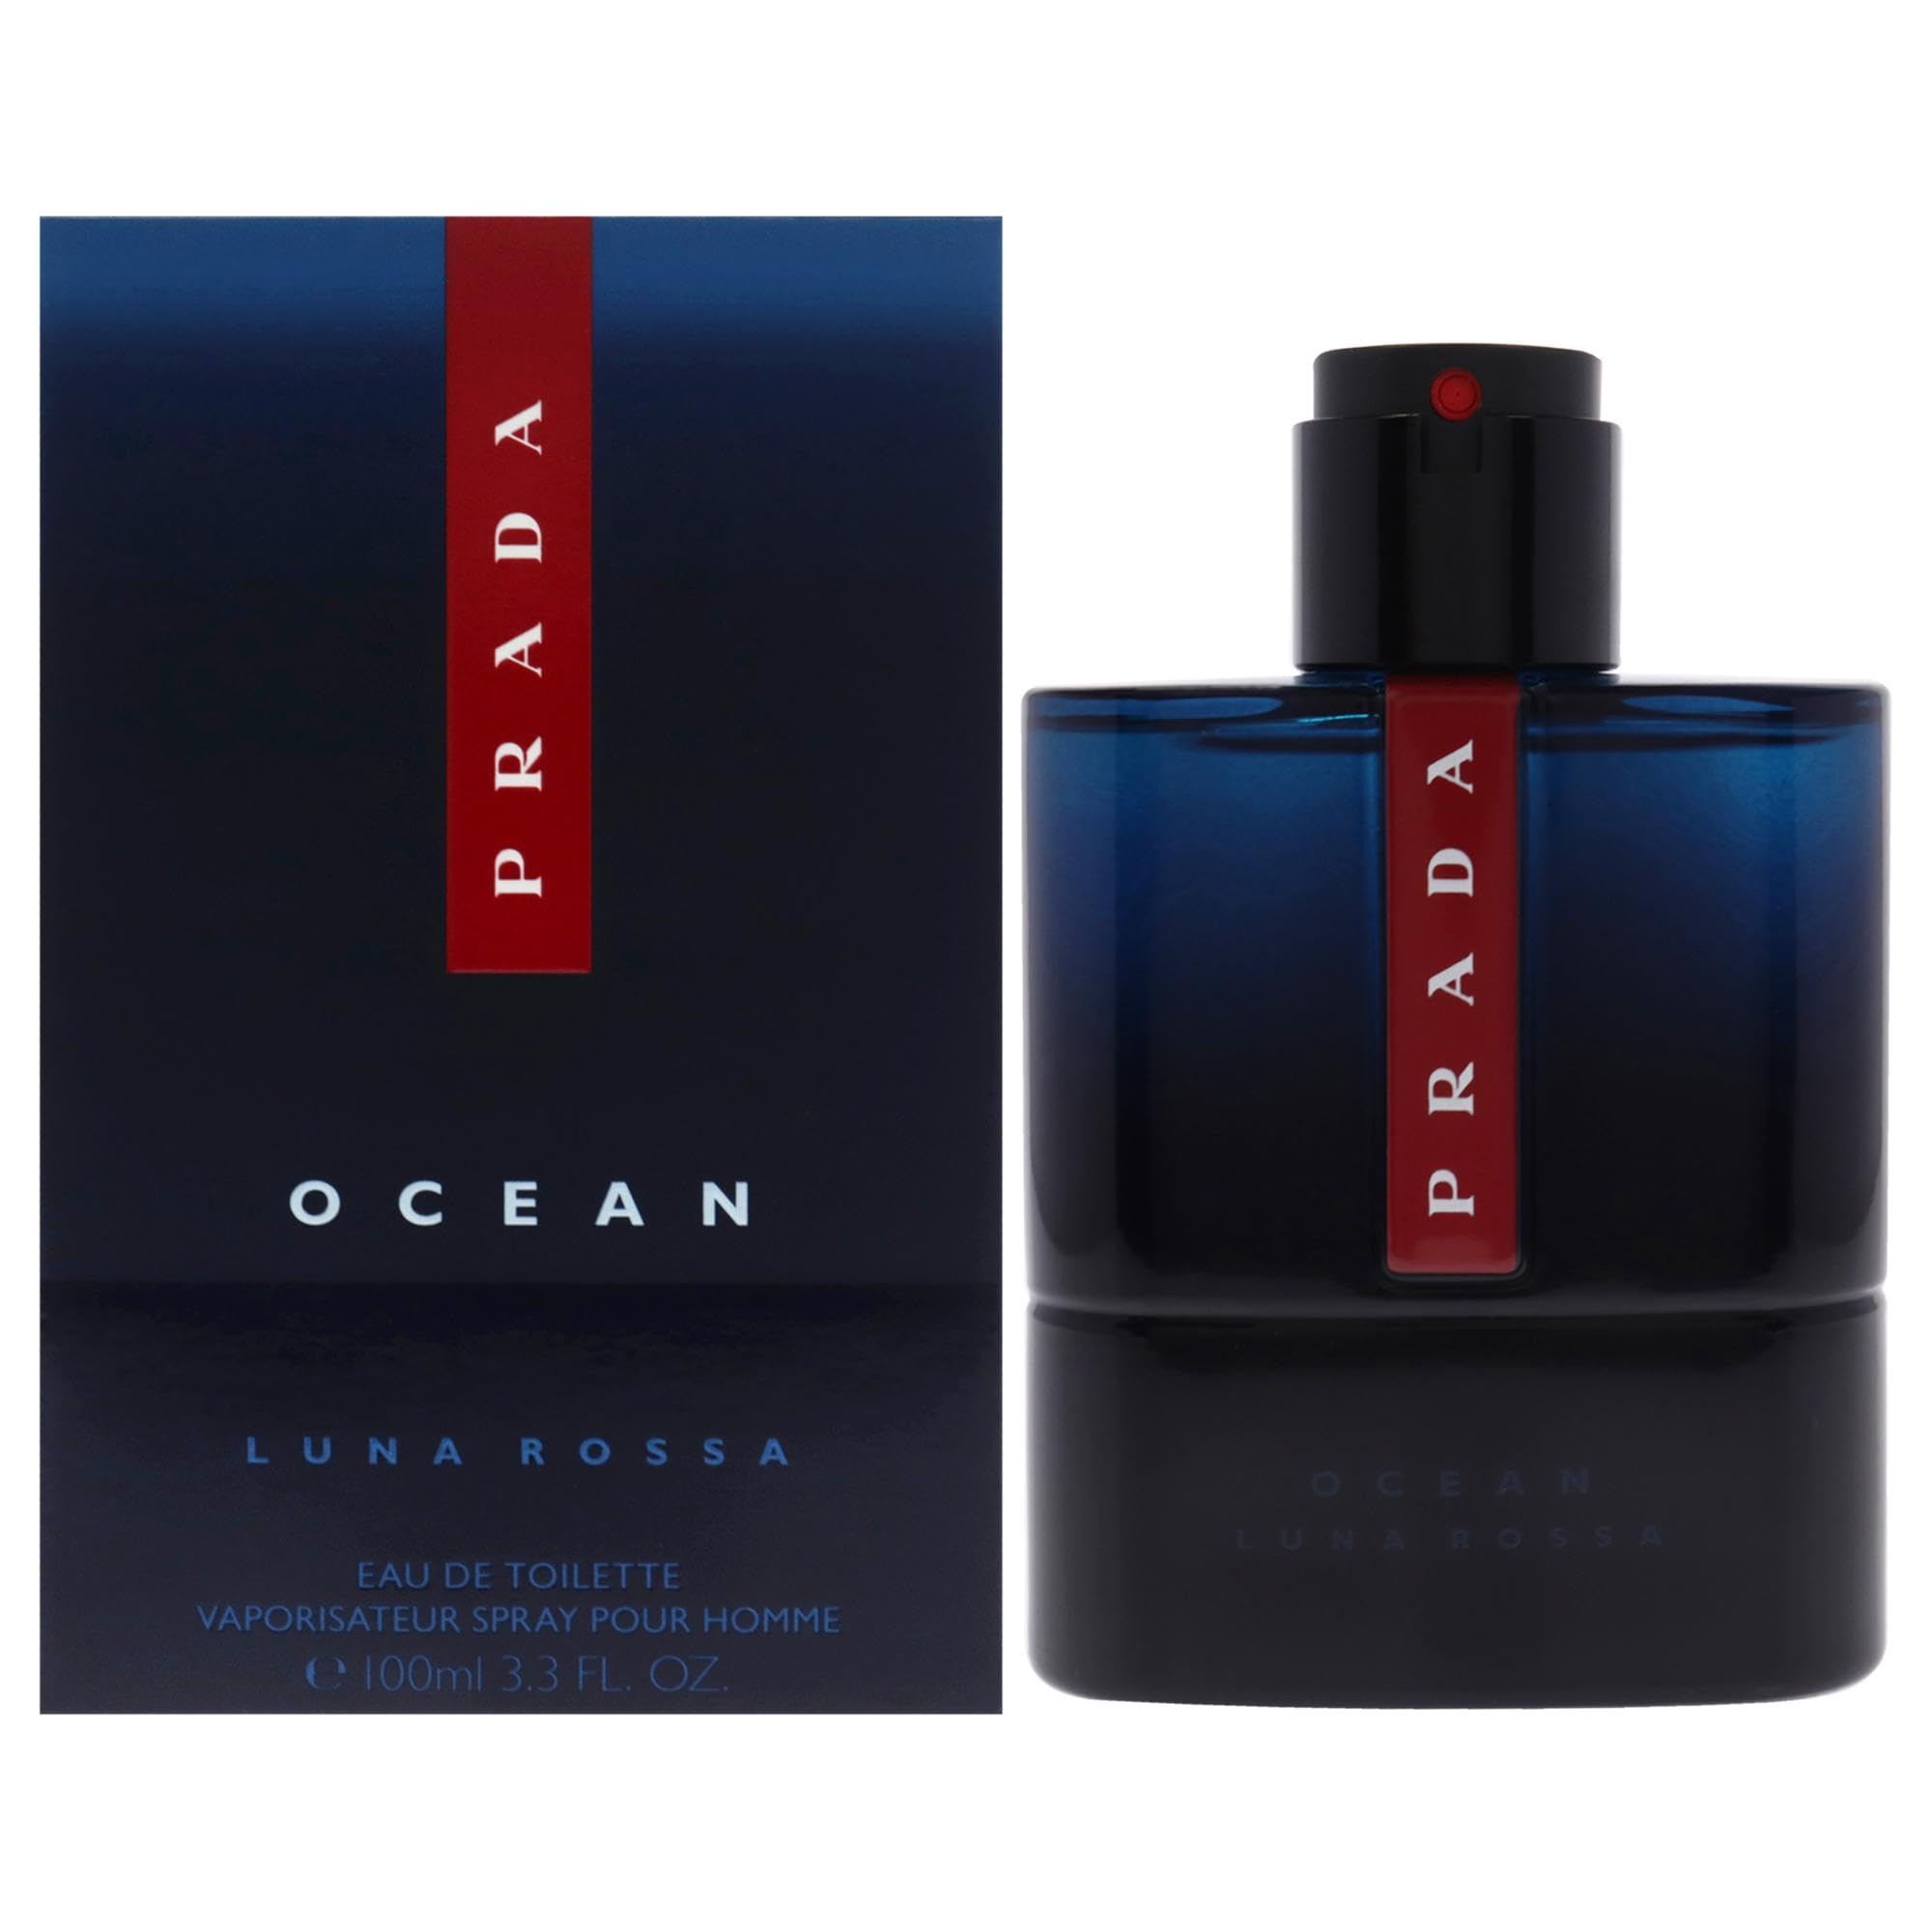 PRADA
OCEAN
LUNA ROSSA
EAU DE TOILETTE
VAPORISATEUR SPRAY POUR HOMME
e 100ml 3.3 FL. OZ.
PRADA
OCEAN
LUNA ROSSA